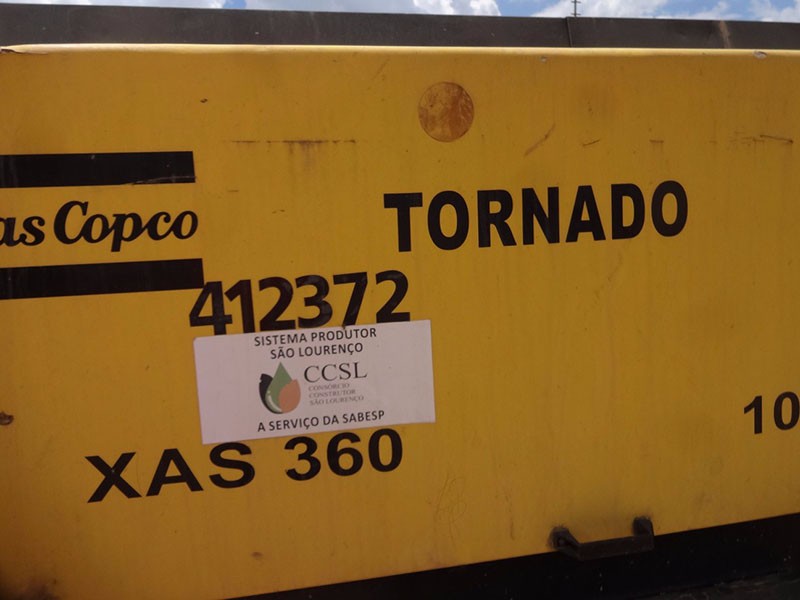 as Copco
TORNADO
412372
SISTEMA PRODUTOR
SÃO LOURENÇO
CCSL
CONSÓRCIO
CONSTRUTOR
SÃO LOURENÇO
A SERVIÇO DA SABESP
XAS 360
10